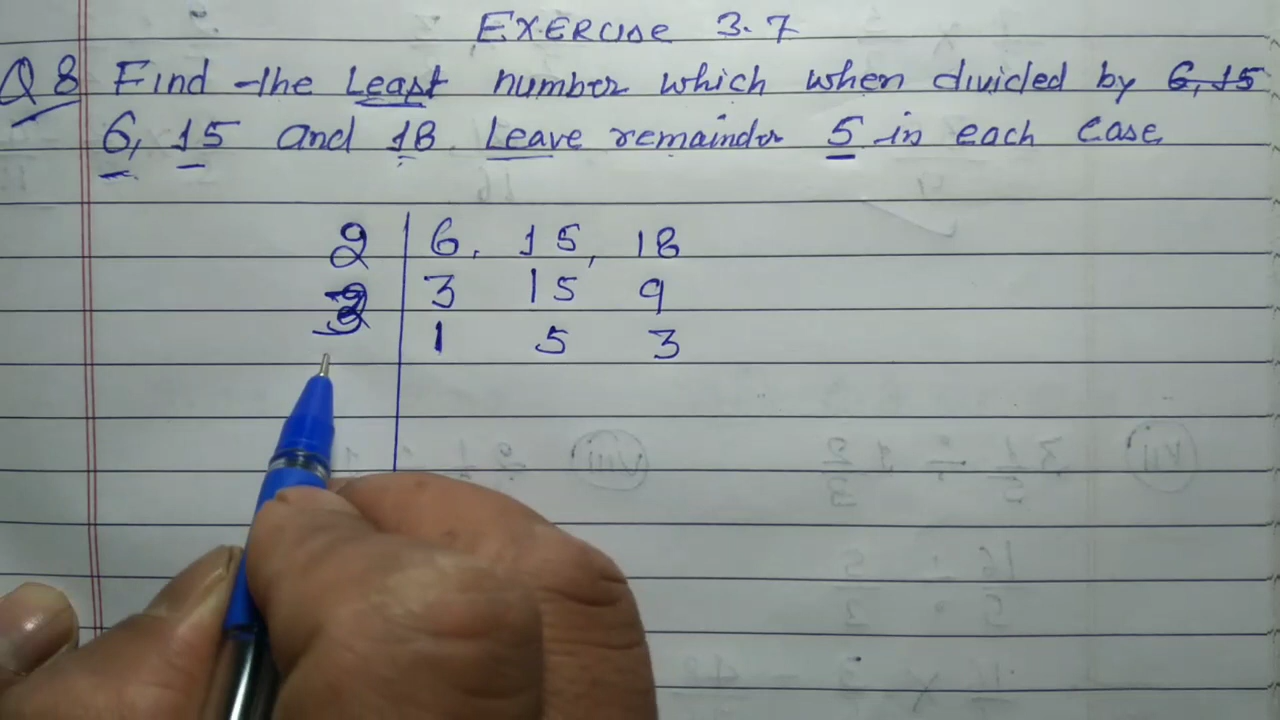 EXERCISE 3.7
Q 8 Find the Least number which when divided by 6, 15
6, 15 and 18 Leave remainder 5 in each case
2 6, 15, 18
3 3 15 9
1 5 3